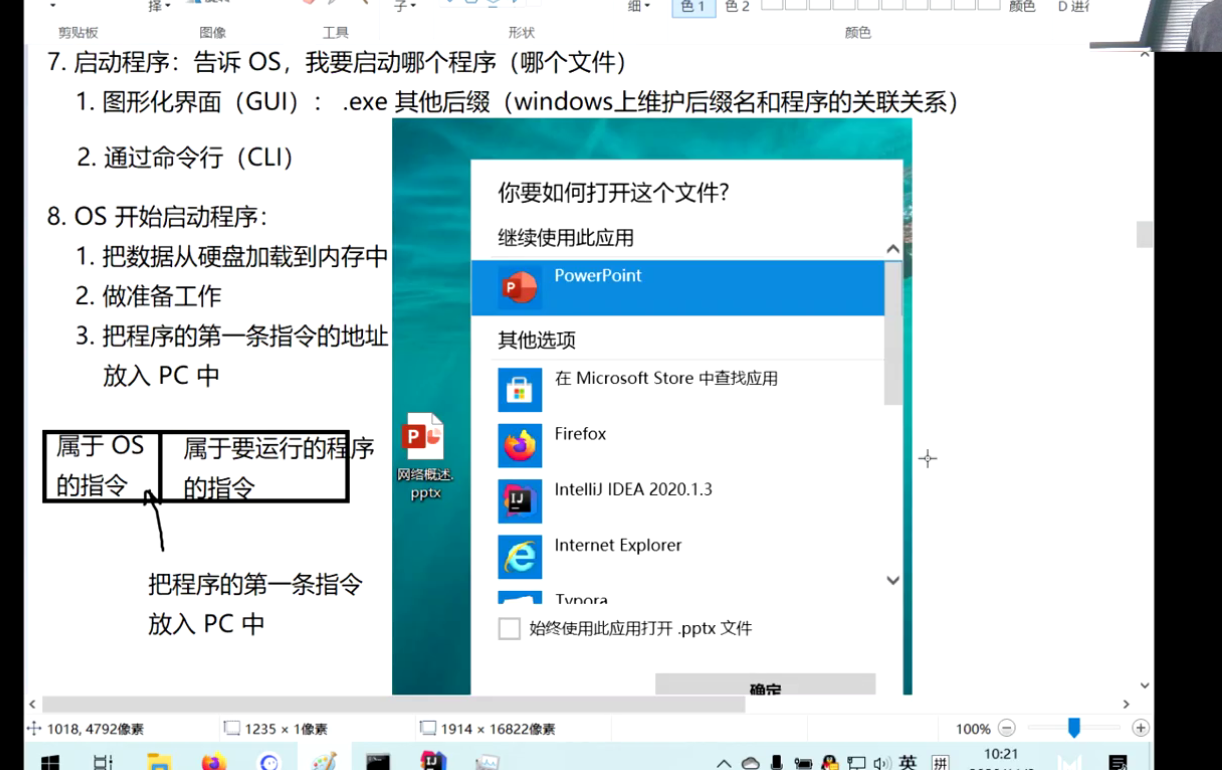 剪贴板
图像
工具
形状
颜色
色 1
色 2
7. 启动程序：告诉 OS，我要启动哪个程序（哪个文件）
1. 图形化界面（GUI）： .exe 其他后缀（windows上维护后缀名和程序的关联关系）
2. 通过命令行（CLI）
8. OS 开始启动程序：
1. 把数据从硬盘加载到内存中
2. 做准备工作
3. 把程序的第一条指令的地址
放入 PC 中
属于 OS
的指令
属于要运行的程序
的指令
把程序的第一条指令
放入 PC 中
网络概述.
pptx
你要如何打开这个文件?
继续使用此应用
PowerPoint
其他选项
在 Microsoft Store 中查找应用
Firefox
IntelliJ IDEA 2020.1.3
Internet Explorer
Typora
始终使用此应用打开 .pptx 文件
确定
1018, 4792像素
1235 × 1像素
1914 × 16822像素
100%
英
拼
10:21